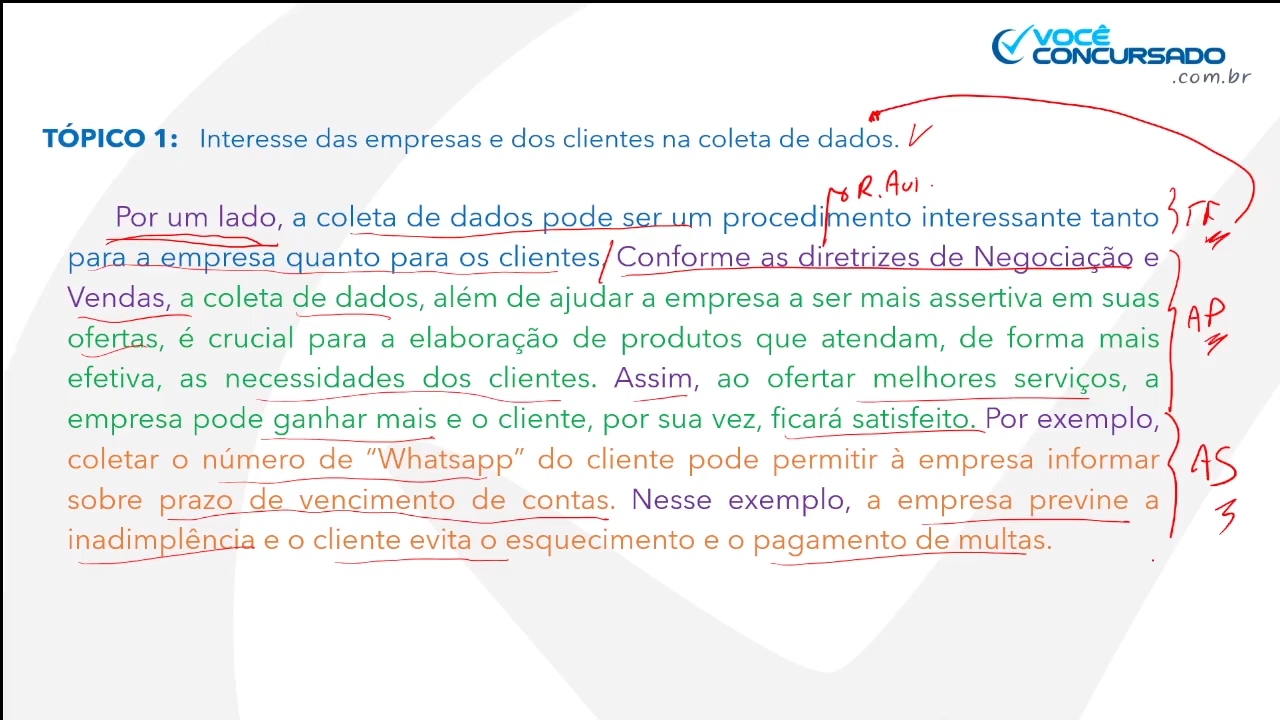 VOCÊ
CONCURSADO
.com.br
TÓPICO 1: Interesse das empresas e dos clientes na coleta de dados.
R. Aut.
Por um lado, a coleta de dados pode ser um procedimento interessante tanto
para a empresa quanto para os clientes. Conforme as diretrizes de Negociação e
Vendas, a coleta de dados, além de ajudar a empresa a ser mais assertiva em suas
ofertas, é crucial para a elaboração de produtos que atendam, de forma mais
AP
efetiva, as necessidades dos clientes. Assim, ao ofertar melhores serviços, a
empresa pode ganhar mais e o cliente, por sua vez, ficará satisfeito. Por exemplo,
coletar o número de “Whatsapp” do cliente pode permitir à empresa informar
AS
sobre prazo de vencimento de contas. Nesse exemplo, a empresa previne a
inadimplência e o cliente evita o esquecimento e o pagamento de multas.